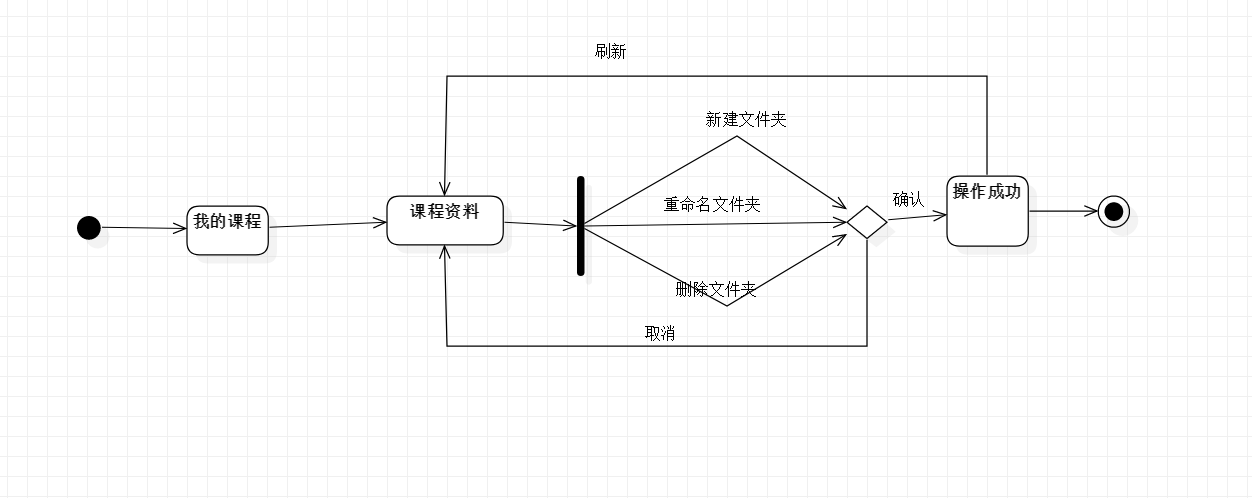 刷新
新建文件夹
我的课程
课程资料
重命名文件夹
确认
操作成功
删除文件夹
取消